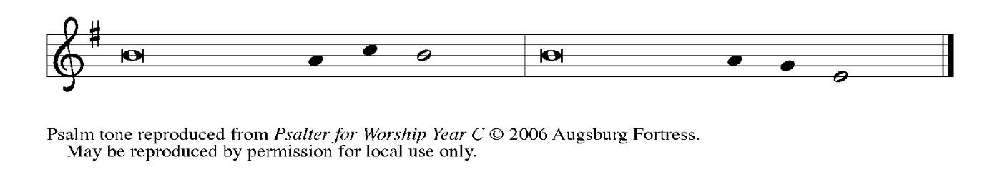 Psalm tone reproduced from Psalter for Worship Year C © 2006 Augsburg Fortress.
May be reproduced by permission for local use only.